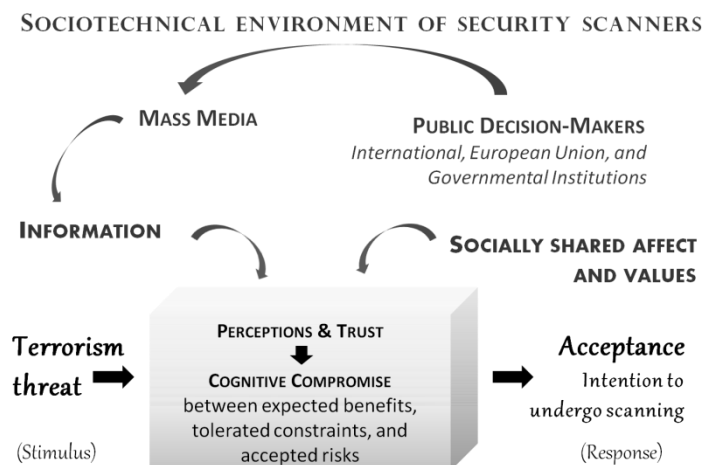 SOCIOTECHNICAL ENVIRONMENT OF SECURITY SCANNERS
MASS MEDIA
PUBLIC DECISION-MAKERS
International, European Union, and
Governmental Institutions
INFORMATION
SOCIALLY SHARED AFFECT
AND VALUES
Terrorism
threat
(Stimulus)
PERCEPTIONS & TRUST
COGNITIVE COMPROMISE
between expected benefits,
tolerated constraints, and
accepted risks
Acceptance
Intention to
undergo scanning
(Response)